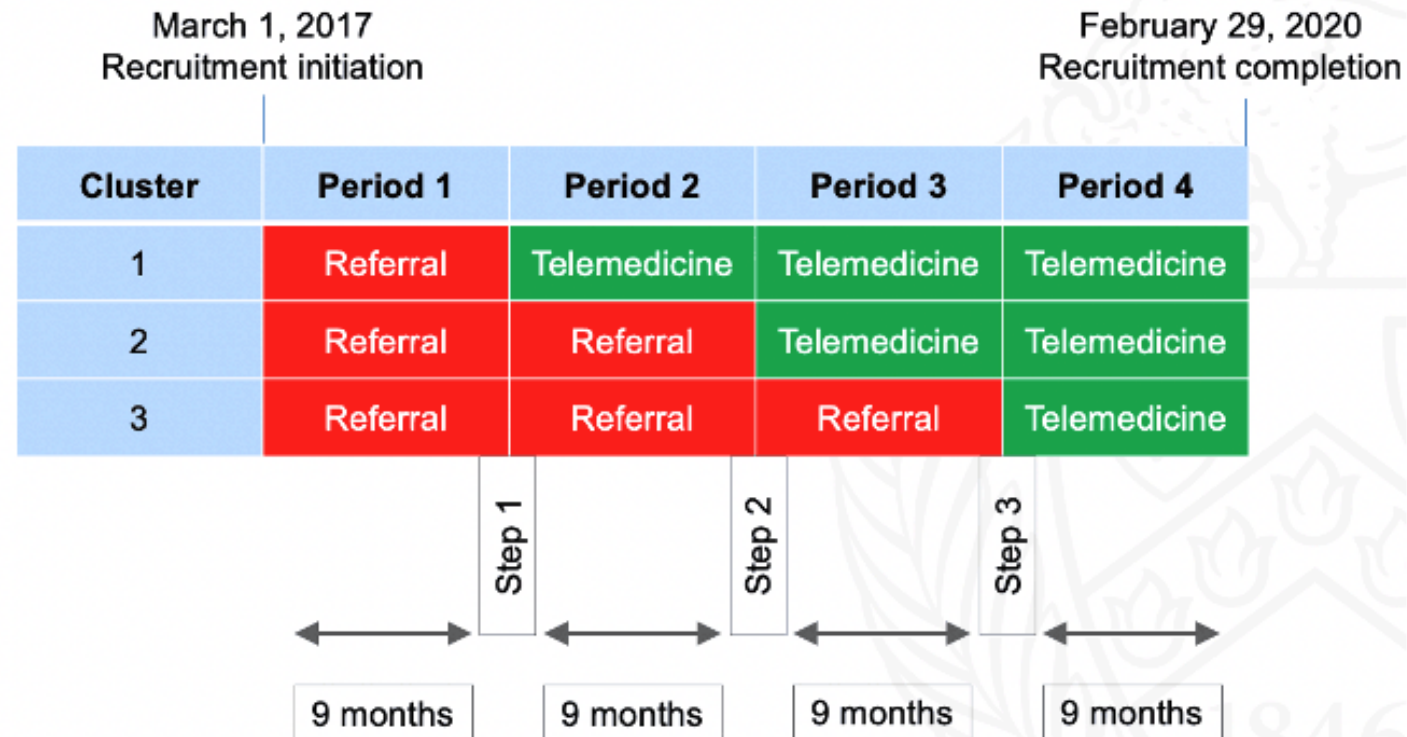 March 1, 2017
Recruitment initiation
February 29, 2020
Recruitment completion
Cluster Period 1 Period 2 Period 3 Period 4
1 Referral Telemedicine Telemedicine Telemedicine
2 Referral Referral Telemedicine Telemedicine
3 Referral Referral Referral Telemedicine
Step 1 Step 2 Step 3
9 months 9 months 9 months 9 months
1846